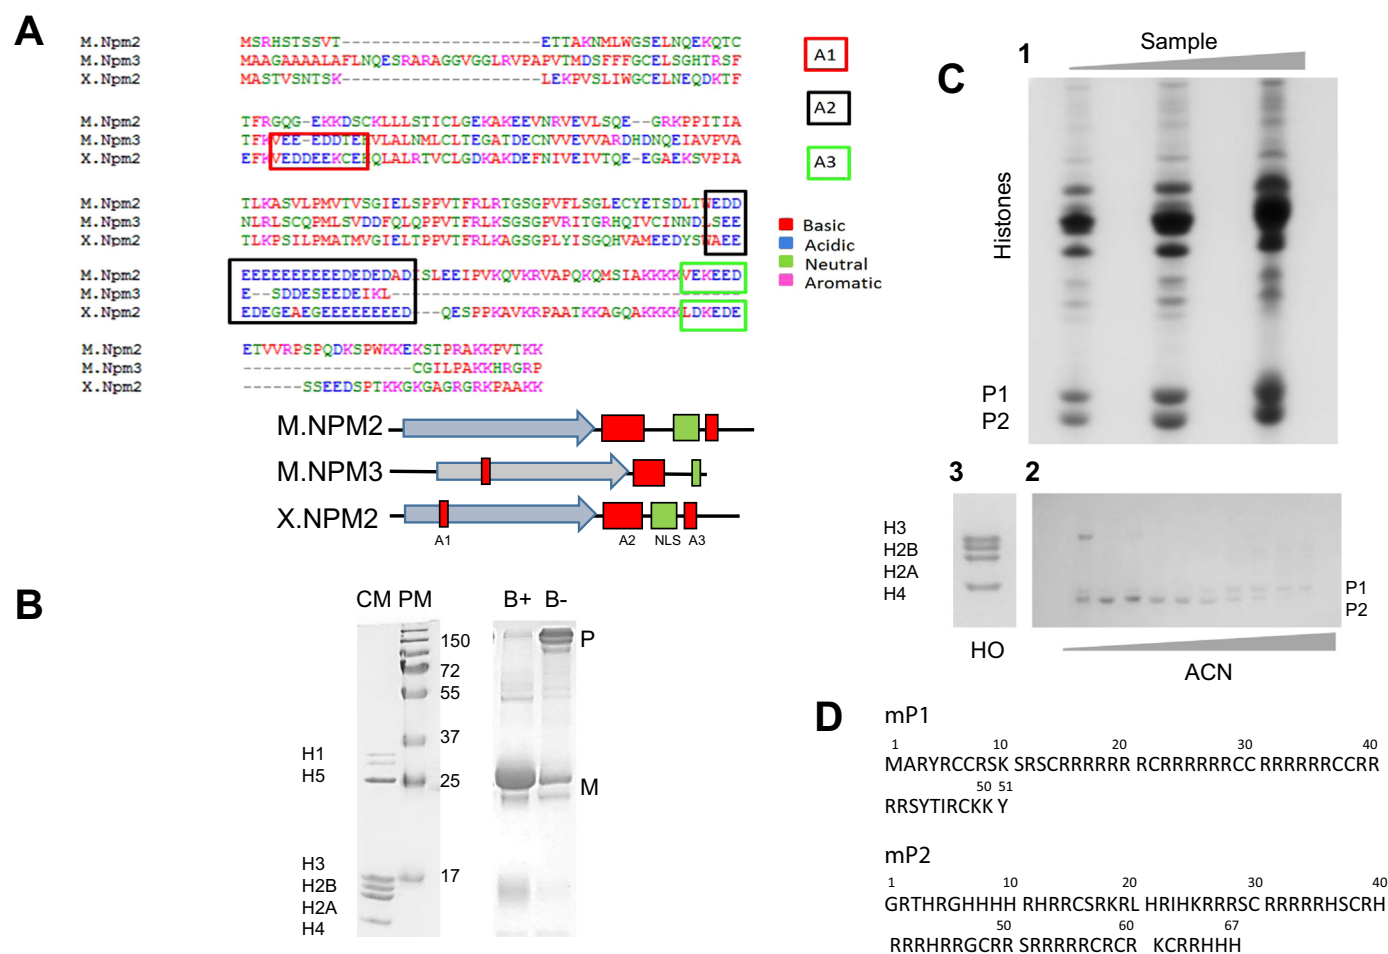 A
M.Npm2 MSRHSTSSVT--------------------ETTAKNMLWGSELNQEKQTC
M.Npm3 MAAGAAAALAFLNQESRARAGGVGGLRVPAPVTMDSFFFGCELSGHTRSF
X.Npm2 MASTVSNTSK--------------------LEKPVSLIWGCELNEQDKTF
M.Npm2 TFRGQG-EKKDSCKLLLSTICLGEKAKEEVNRVEVLSQE--GRKPPITIA
M.Npm3 TFKVEE-EDDTEHVLALNMLCLTEGATDECNVVEVVARDHDNQEIAVPVA
X.Npm2 EFKVEDDEEKCEHQLALRTVCLGDKAKDEFNIVEIVTQE-EGAEKSVPIA
M.Npm2 TLKASVLPMVTVSGIELSPPVTFRLRTGSGPVFLSGLECYETSDLTWEDD
M.Npm3 NLRLSCQPMLSVDDFQLQPPVTFRLKSGSGPVRITGRHQIVCINNDLSEE
X.Npm2 TLKPSILPMATMVGIELTPPVTFRLKAGSGPLYISGQHVAMEEDYSWAEE
M.Npm2 EEEEEEEEEEDEDEDADISLEEIPVKQVKRVAPQKQMSIAKKKKVEKEED
M.Npm3 E--SDDESEEDEIKL-----------------------------------
X.Npm2 EDEGEAEGEEEEEEEEED---QESPPKAVKRPAATKKAGQAKKKKLDKEDE
M.Npm2 ETVVRPSPQDKSPWKKEKSTPRAKKPVTKK
M.Npm3 -----------------CGILPAKKHRGRP
X.Npm2 ------SSEEDSPTKKGKGAGRGRKPAAKK
A1
A2
A3
Basic
Acidic
Neutral
Aromatic
M.NPM2
M.NPM3
X.NPM2
A1 A2 NLS A3
B
CM PM B+ B-
150
72
55
37
25
17
H1
H5
H3
H2B
H2A
H4
P
M
C
1
Sample
Histones
P1
P2
3
H3
H2B
H2A
H4
HO
2
P1
P2
ACN
D
mP1
1 10 20 30 40
MARYRCCRSK SRSCRRRRRR RCRRRRRRCC RRRRRRCCRR
50 51
RRSYTIRCKK Y
mP2
1 10 20 30 40
GRTHRGHHHH RHRRCSRKRL HRIHKRRRSC RRRRRHSCRH
50 60 67
RRRHRRGCRR SRRRRRCRCR KCRRHHH